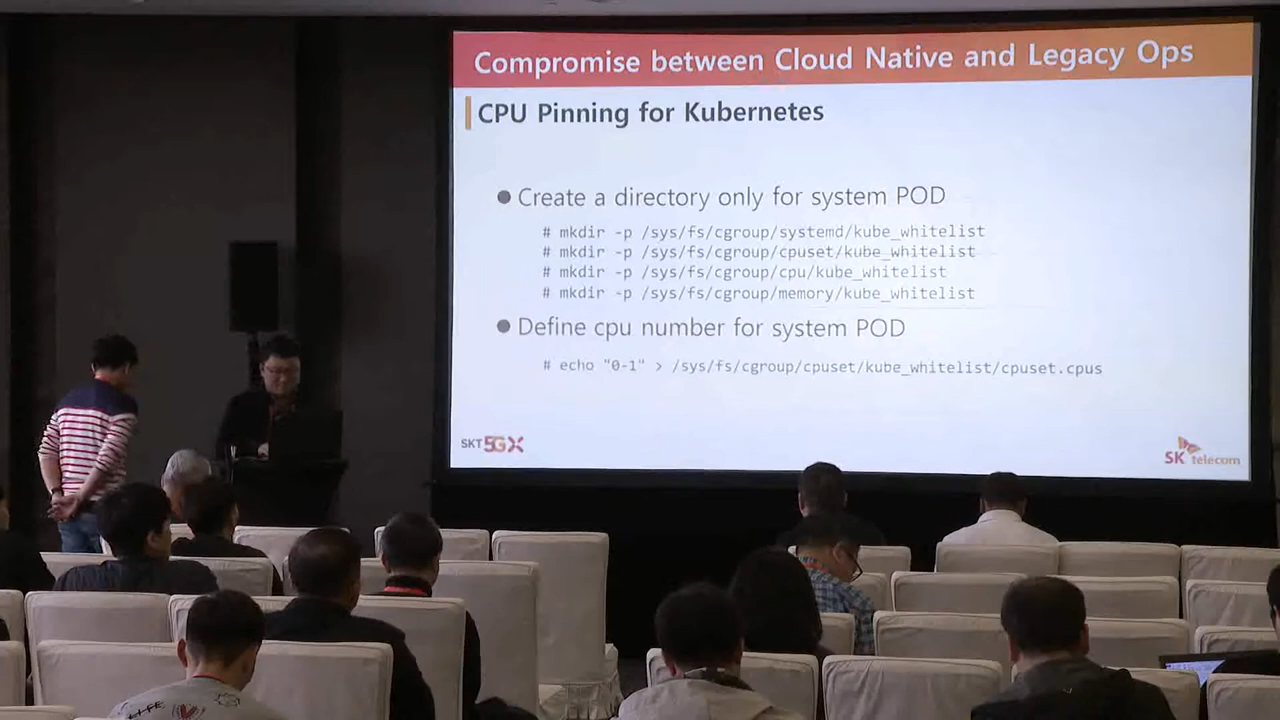 Compromise between Cloud Native and Legacy Ops
CPU Pinning for Kubernetes
● Create a directory only for system POD
# mkdir -p /sys/fs/cgroup/systemd/kube_whitelist
# mkdir -p /sys/fs/cgroup/cpuset/kube_whitelist
# mkdir -p /sys/fs/cgroup/cpu/kube_whitelist
# mkdir -p /sys/fs/cgroup/memory/kube_whitelist
● Define cpu number for system POD
# echo "0-1" > /sys/fs/cgroup/cpuset/kube_whitelist/cpuset.cpus
SKT 5GX
SK telecom
LIFE